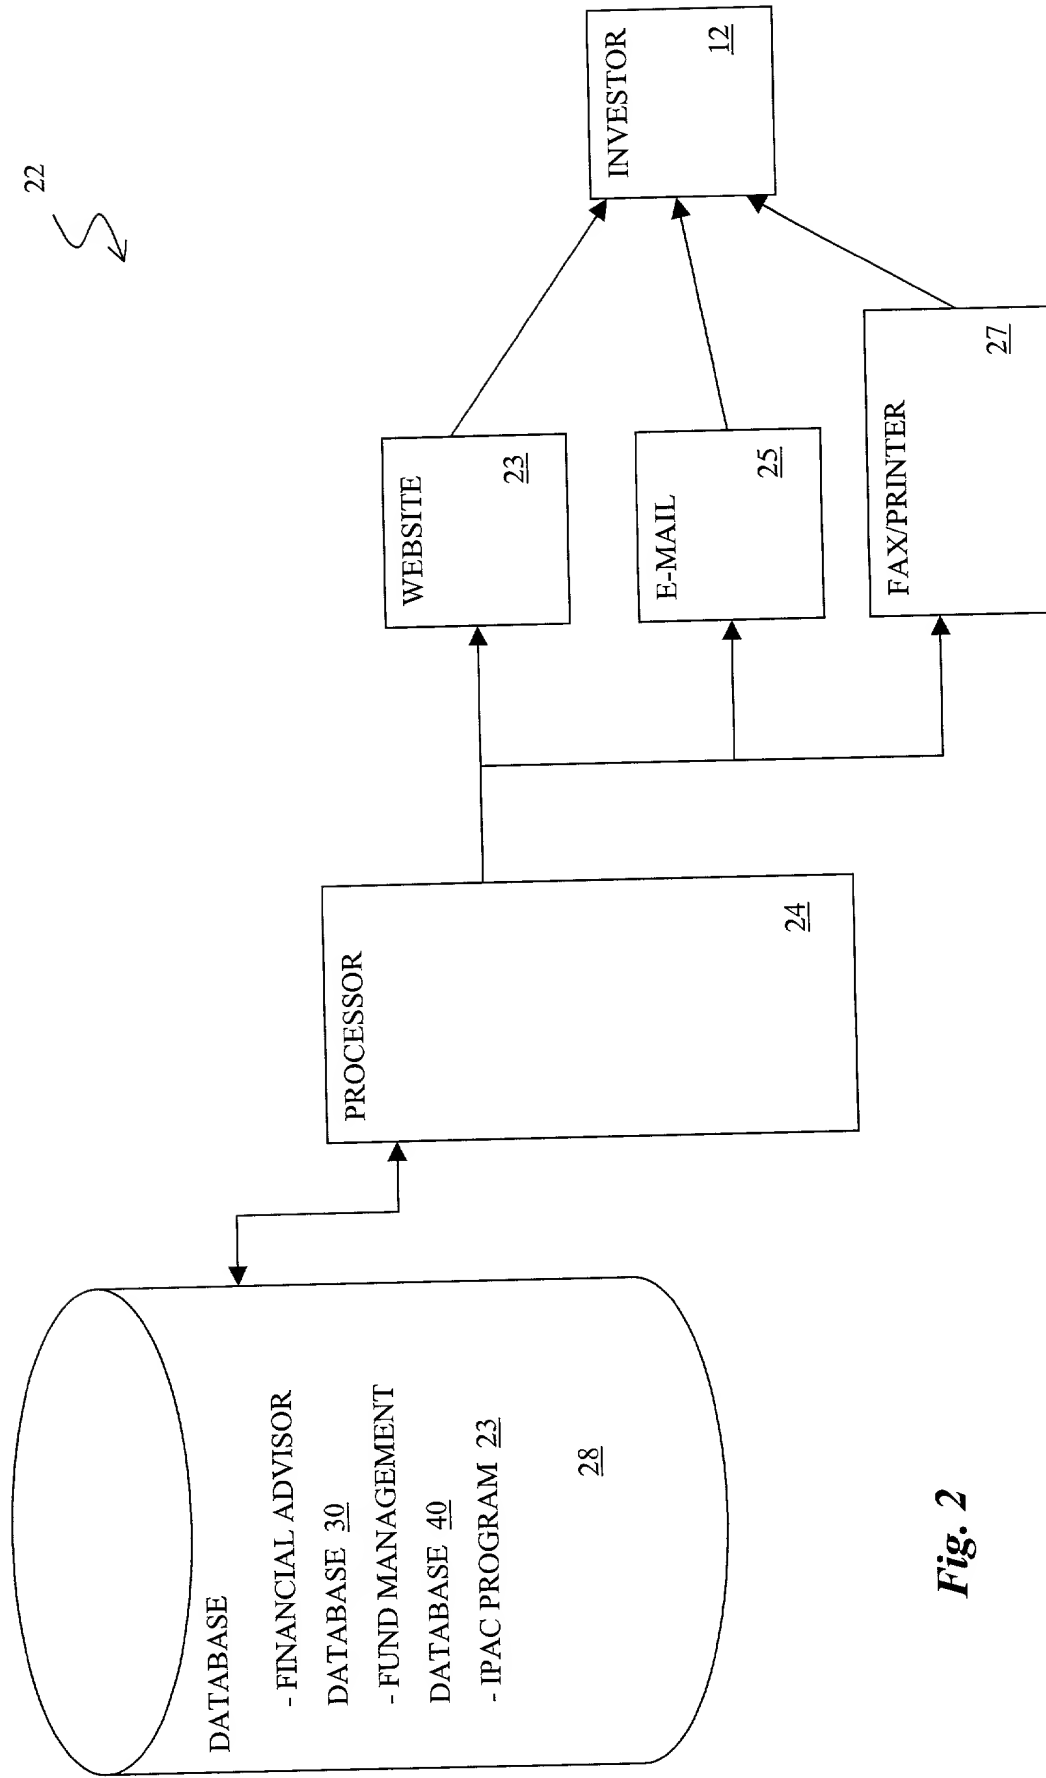 22
DATABASE
- FINANCIAL ADVISOR
DATABASE 30
- FUND MANAGEMENT
DATABASE 40
- IPAC PROGRAM 23
28
PROCESSOR
24
WEBSITE
23
E-MAIL
25
FAX/PRINTER
27
INVESTOR
12
Fig. 2